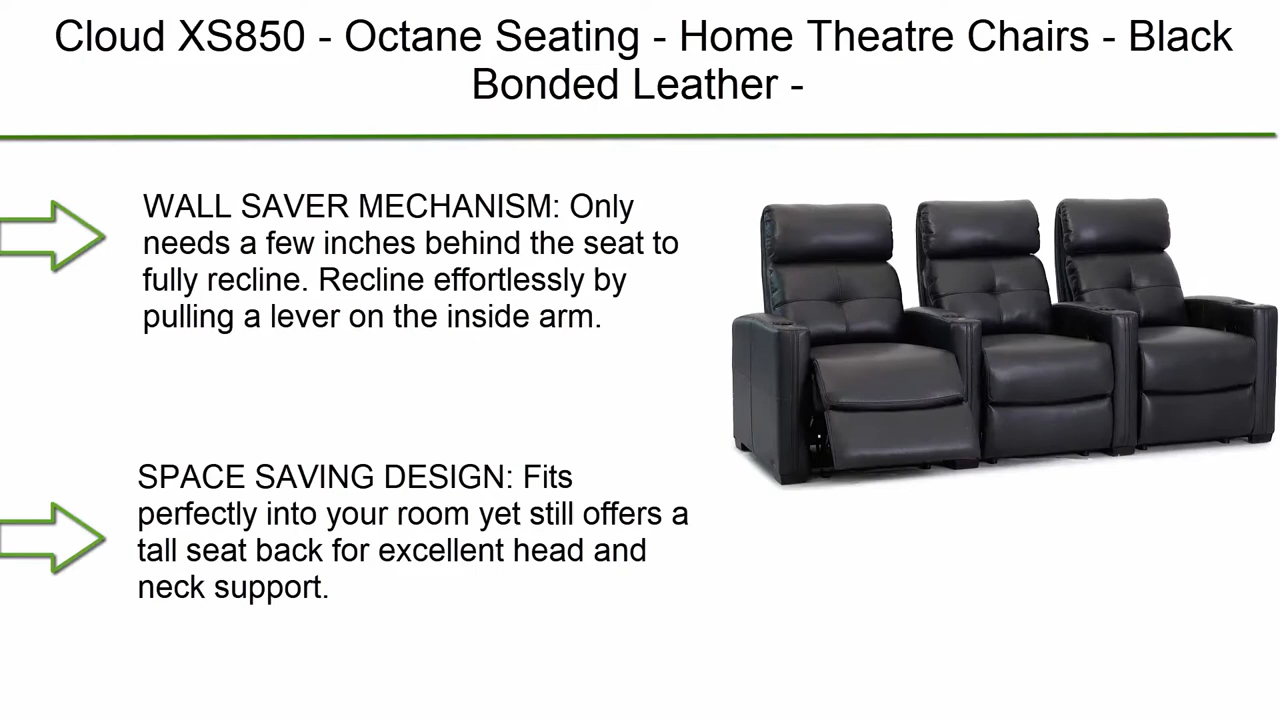 Cloud XS850 - Octane Seating - Home Theatre Chairs - Black
Bonded Leather -
WALL SAVER MECHANISM: Only
needs a few inches behind the seat to
fully recline. Recline effortlessly by
pulling a lever on the inside arm.
SPACE SAVING DESIGN: Fits
perfectly into your room yet still offers a
tall seat back for excellent head and
neck support.